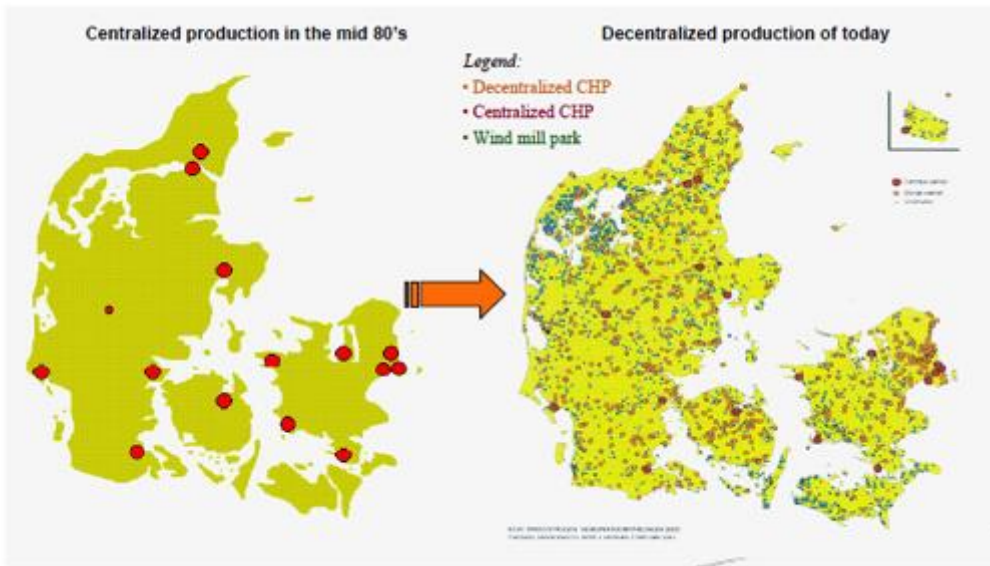 Centralized production in the mid 80's
Decentralized production of today
Legend:
• Decentralized CHP
• Centralized CHP
• Wind mill park